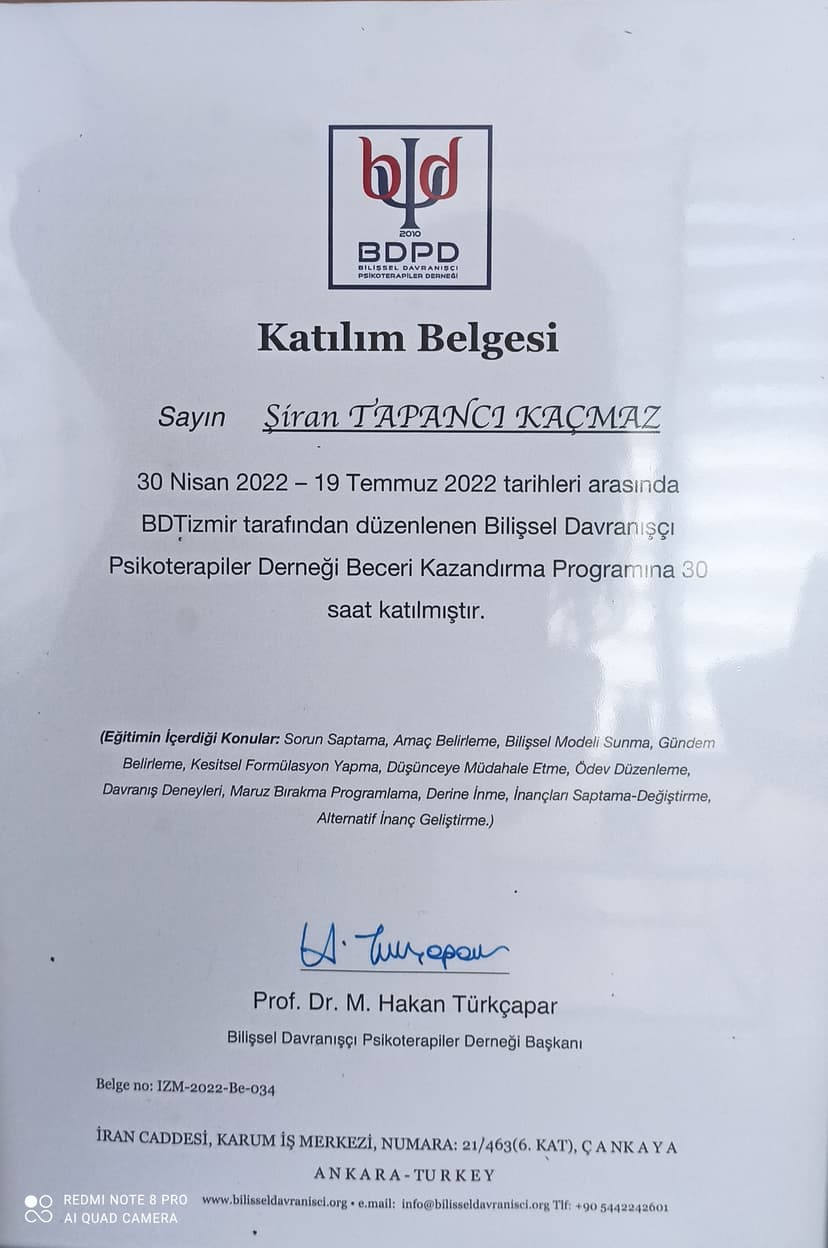 bd
2010
BDPD
BİLİŞSEL DAVRANIŞÇI
PSİKOTERAPİLER DERNEĞİ
Katılım Belgesi
Sayın Şiran TAPANCI KAÇMAZ
30 Nisan 2022 – 19 Temmuz 2022 tarihleri arasında
BDTizmir tarafından düzenlenen Bilişsel Davranışçı
Psikoterapiler Derneği Beceri Kazandırma Programına 30
saat katılmıştır.
(Eğitimin İçerdiği Konular: Sorun Saptama, Amaç Belirleme, Bilişsel Modeli Sunma, Gündem
Belirleme, Kesitsel Formülasyon Yapma, Düşünceye Müdahale Etme, Ödev Düzenleme,
Davranış Deneyleri, Maruz Bırakma Programlama, Derine İnme, İnançları Saptama-Değiştirme,
Alternatif İnanç Geliştirme.)
H. Türkçapar
Prof. Dr. M. Hakan Türkçapar
Bilişsel Davranışçı Psikoterapiler Derneği Başkanı
Belge no: IZM-2022-Be-034
İRAN CADDESİ, KARUM İŞ MERKEZİ, NUMARA: 21/463(6. KAT), Ç A N K A Y A
A N K A R A - T U R K E Y
www.bilisseldavranisci.org • e.mail: info@bilisseldavranisci.org Tlf: +90 5442242601
REDMI NOTE 8 PRO
AI QUAD CAMERA